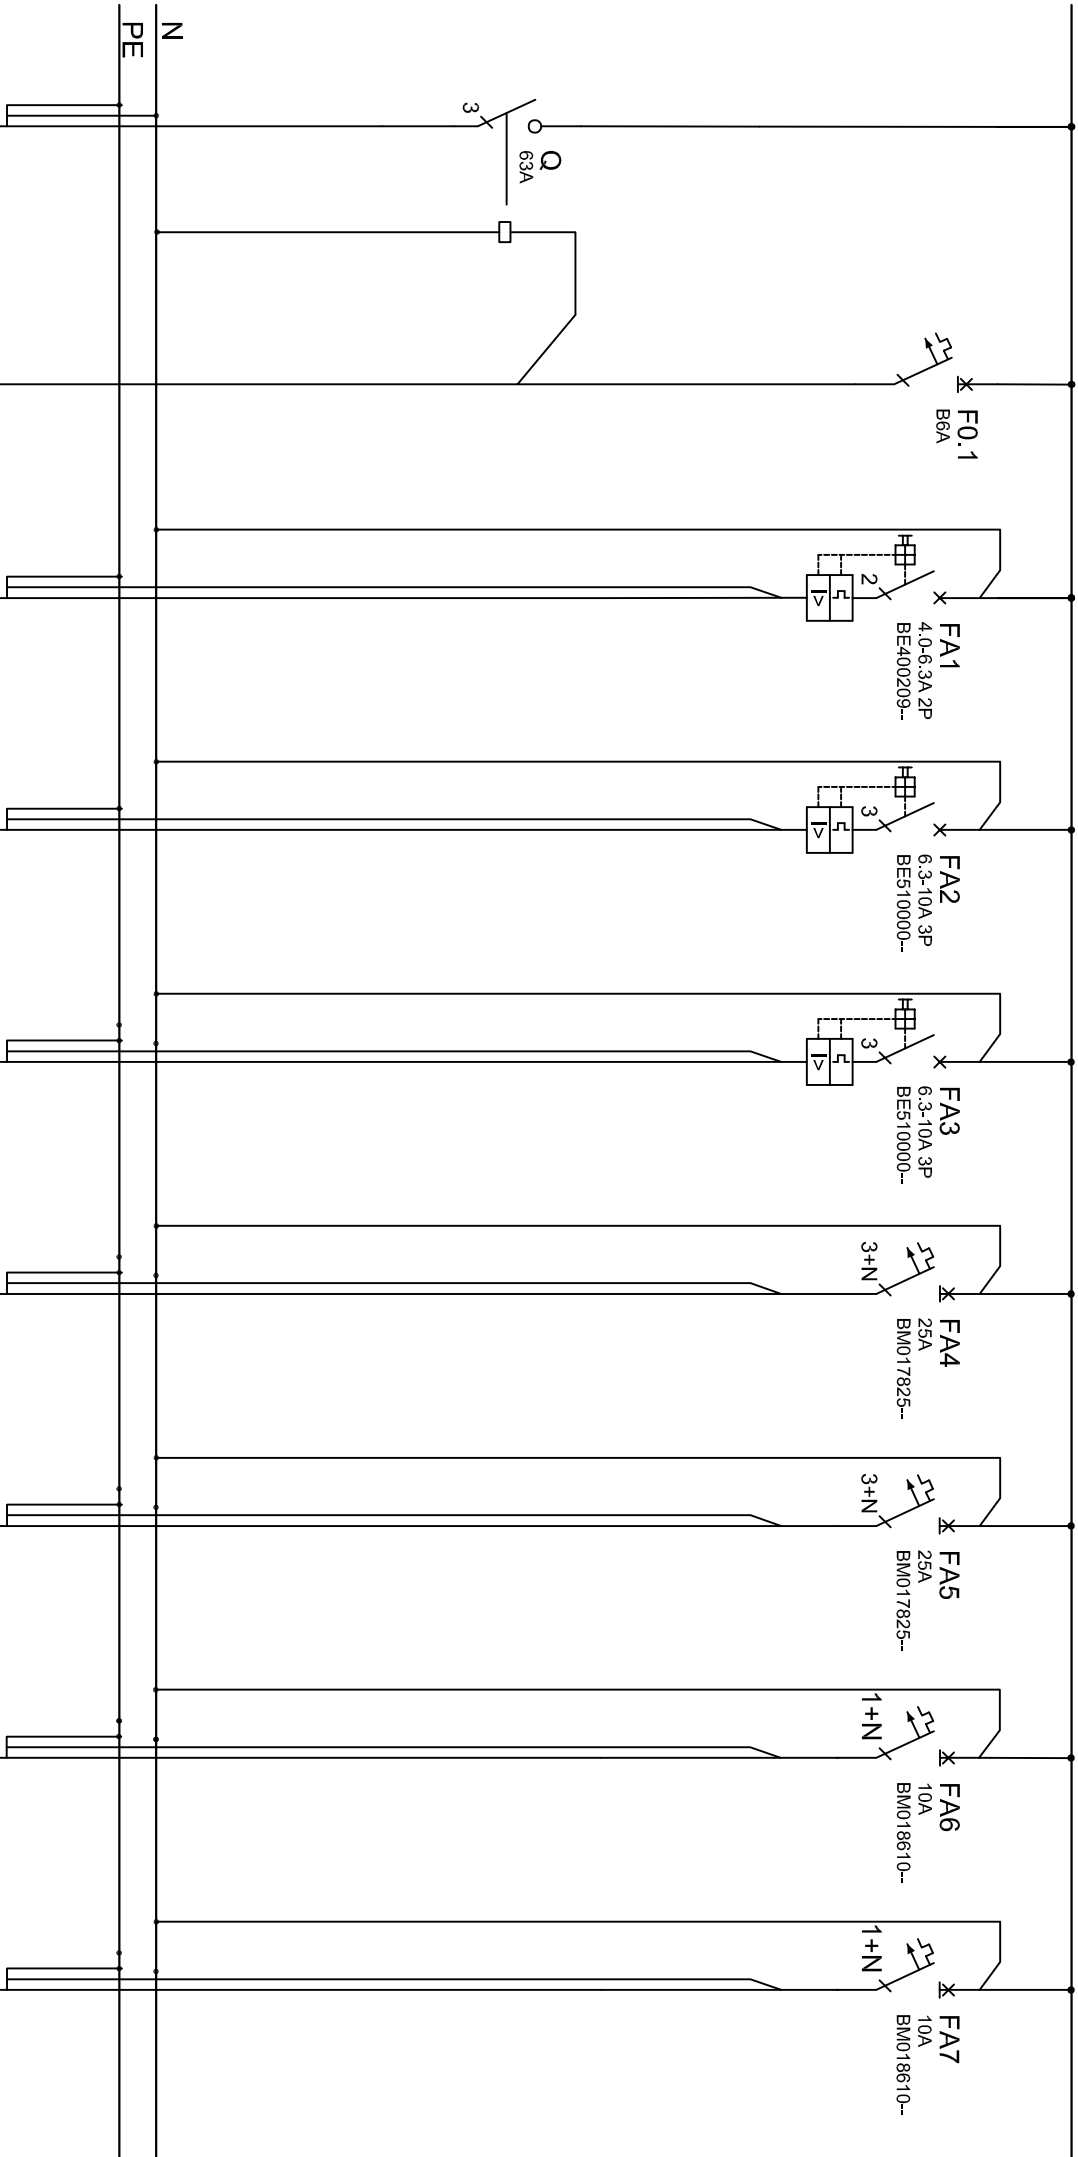 N
PE
3
Q
63A
F0.1
B6A
2
I>
FA1
4.0-6.3A 2P
BE400209--
3
I>
FA2
6.3-10A 3P
BE510000--
3
I>
FA3
6.3-10A 3P
BE510000--
3+N
FA4
25A
BM017825--
3+N
FA5
25A
BM017825--
1+N
FA6
10A
BM018610--
1+N
FA7
10A
BM018610--